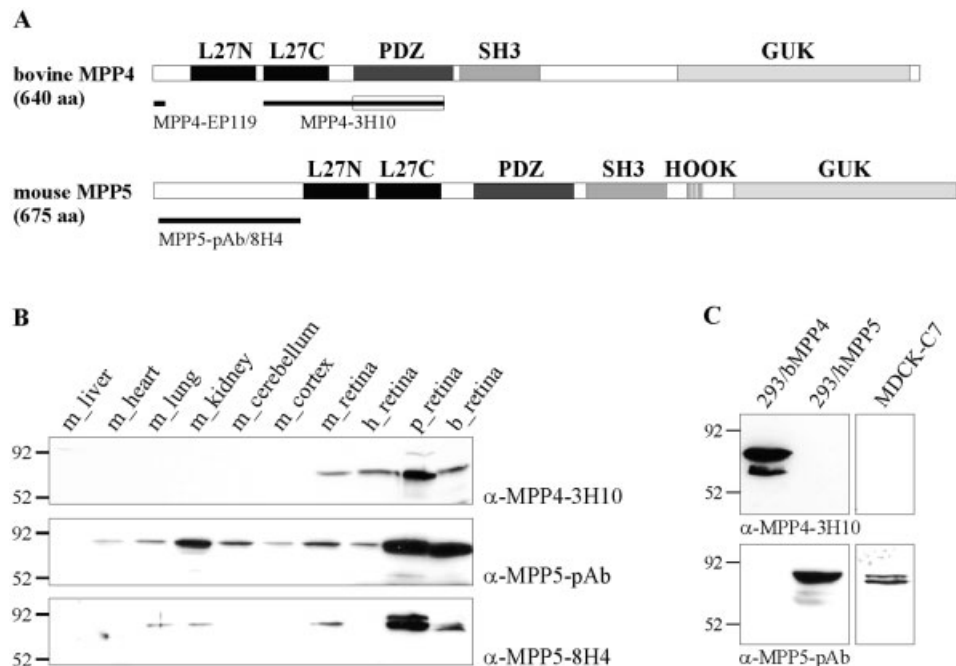 A
L27N L27C PDZ SH3 GUK
bovine MPP4
(640 aa)
MPP4-EP119 MPP4-3H10
L27N L27C PDZ SH3 HOOK GUK
mouse MPP5
(675 aa)
MPP5-pAb/8H4
B
m_liver
m_heart
m_lung
m_kidney
m_cerebellum
m_cortex
m_retina
h_retina
p_retina
b_retina
92
52
α-MPP4-3H10
92
52
α-MPP5-pAb
92
52
α-MPP5-8H4
C
293/bMPP4
293/hMPP5
MDCK-C7
92
52
α-MPP4-3H10
92
52
α-MPP5-pAb